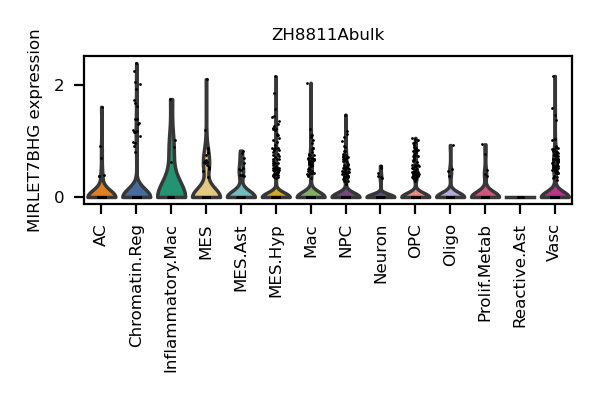 ZH8811Abulk
MIRLET7BHG expression
2
0
AC
Chromatin.Reg
Inflammatory.Mac
MES
MES.Ast
MES.Hyp
Mac
NPC
Neuron
OPC
Oligo
Prolif.Metab
Reactive.Ast
Vasc